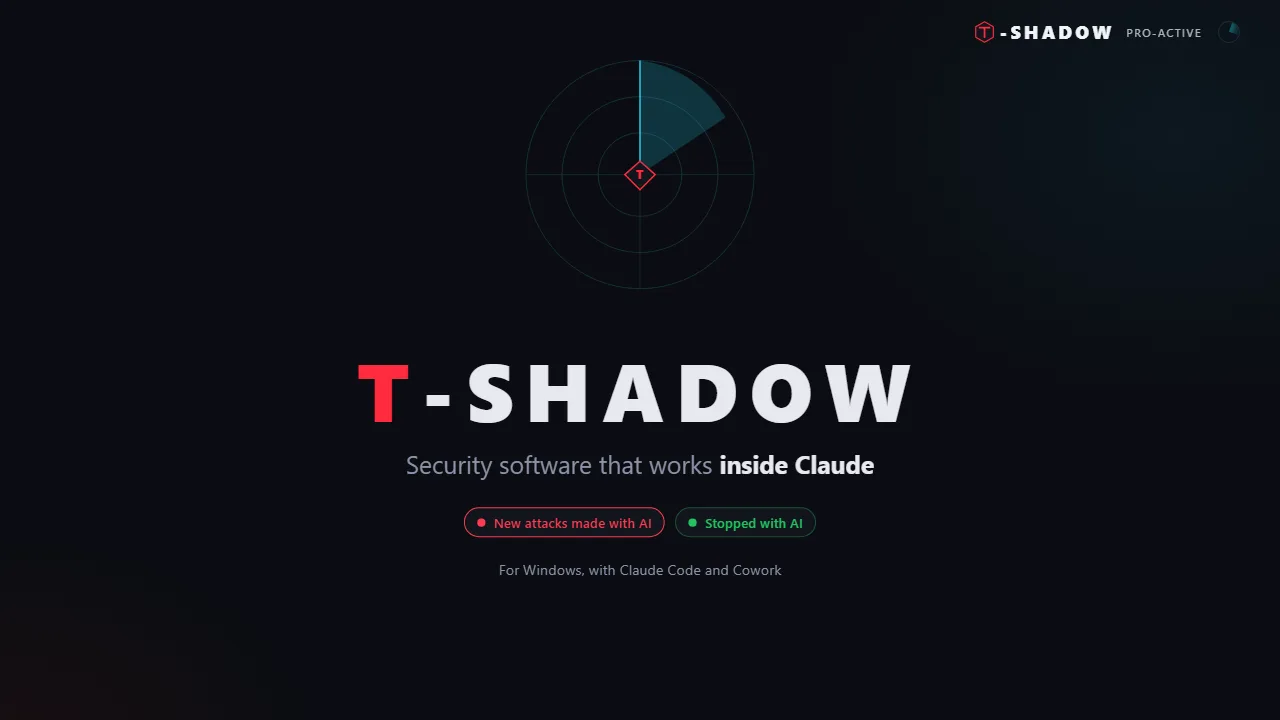 T-SHADOW PRO-ACTIVE
T
T-SHADOW
Security software that works inside Claude
New attacks made with AI Stopped with AI
For Windows, with Claude Code and Cowork